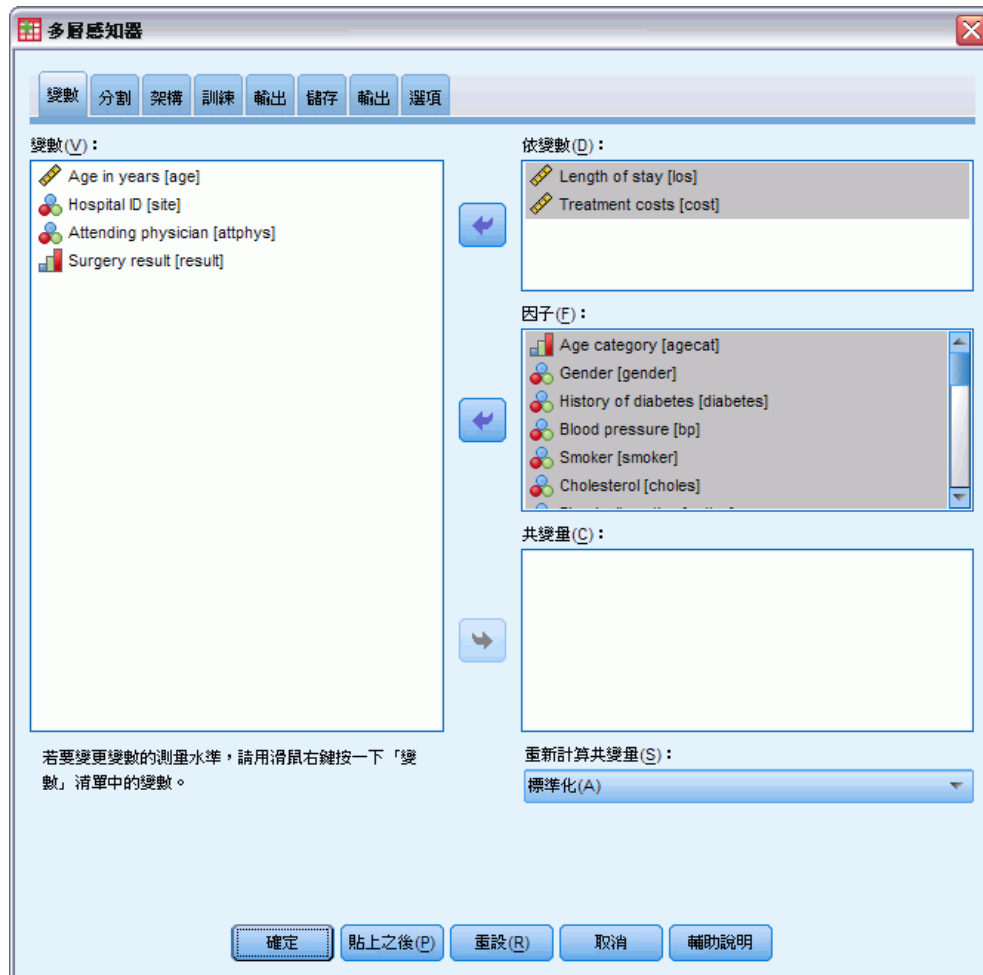 多層感知器
變數 分割 架構 訓練 輸出 儲存 輸出 選項
變數(V):
Age in years [age]
Hospital ID [site]
Attending physician [attphys]
Surgery result [result]
依變數(D):
Length of stay [los]
Treatment costs [cost]
因子(F):
Age category [agecat]
Gender [gender]
History of diabetes [diabetes]
Blood pressure [bp]
Smoker [smoker]
Cholesterol [choles]
共變量(C):
若要變更變數的測量水準,請用滑鼠右鍵按一下「變
數」清單中的變數。
重新計算共變量(S):
標準化(A)
確定 貼上之後(P) 重設(R) 取消 輔助說明